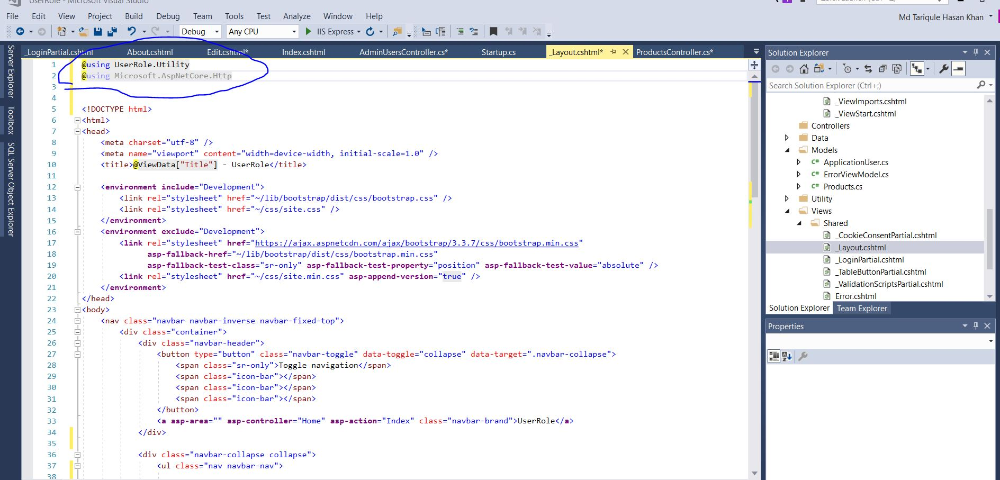 UserRole - Microsoft Visual Studio
File Edit View Project Build Debug Team Tools Test Analyze Window Help
Md Tariqule Hasan Khan
Debug Any CPU IIS Express
Server Explorer
Toolbox
SQL Server Object Explorer
_LoginPartial.cshtml About.cshtml Edit.cshtml* Index.cshtml AdminUsersController.cs* Startup.cs _Layout.cshtml* ProductsController.cs*
1 @using UserRole.Utility
2 @using Microsoft.AspNetCore.Http
3
4
5 <!DOCTYPE html>
6 <html>
7 <head>
8 <meta charset="utf-8" />
9 <meta name="viewport" content="width=device-width, initial-scale=1.0" />
10 <title>@ViewData["Title"] - UserRole</title>
11
12 <environment include="Development">
13 <link rel="stylesheet" href="~/lib/bootstrap/dist/css/bootstrap.css" />
14 <link rel="stylesheet" href="~/css/site.css" />
15 </environment>
16 <environment exclude="Development">
17 <link rel="stylesheet" href="https://ajax.aspnetcdn.com/ajax/bootstrap/3.3.7/css/bootstrap.min.css"
18 asp-fallback-href="~/lib/bootstrap/dist/css/bootstrap.min.css"
19 asp-fallback-test-class="sr-only" asp-fallback-test-property="position" asp-fallback-test-value="absolute" />
20 <link rel="stylesheet" href="~/css/site.min.css" asp-append-version="true" />
21 </environment>
22 </head>
23 <body>
24 <nav class="navbar navbar-inverse navbar-fixed-top">
25 <div class="container">
26 <div class="navbar-header">
27 <button type="button" class="navbar-toggle" data-toggle="collapse" data-target=".navbar-collapse">
28 <span class="sr-only">Toggle navigation</span>
29 <span class="icon-bar"></span>
30 <span class="icon-bar"></span>
31 <span class="icon-bar"></span>
32 </button>
33 <a asp-area="" asp-controller="Home" asp-action="Index" class="navbar-brand">UserRole</a>
34 </div>
35
36 <div class="navbar-collapse collapse">
37 <ul class="nav navbar-nav">
38
Solution Explorer
Search Solution Explorer (Ctrl+;)
_ViewImports.cshtml
_ViewStart.cshtml
Controllers
Data
Models
C# ApplicationUser.cs
C# ErrorViewModel.cs
C# Products.cs
Utility
Views
Shared
_CookieConsentPartial.cshtml
_Layout.cshtml
_LoginPartial.cshtml
_TableButtonPartial.cshtml
_ValidationScriptsPartial.cshtml
Error.cshtml
Solution Explorer Team Explorer
Properties